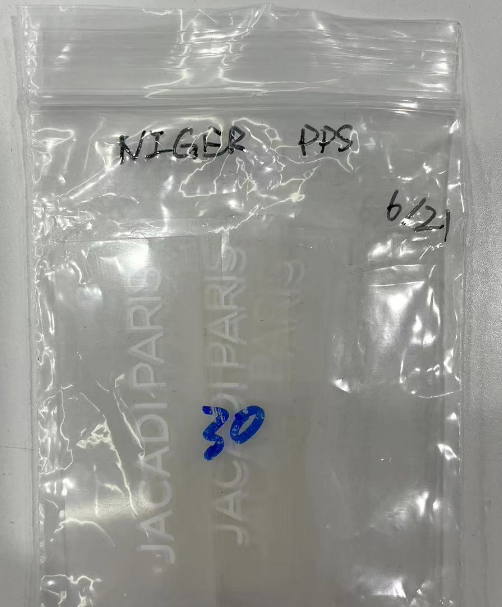 NIGER PPS
6/21
JACADI PARIS
JACADI PARIS
30